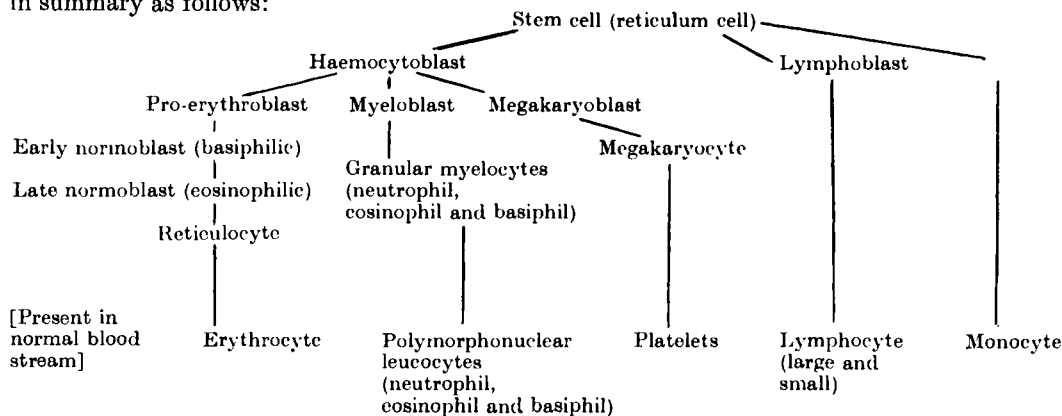 in summary as follows:
Stem cell (reticulum cell)
Haemocytoblast
Lymphoblast
Pro-erythroblast
Myeloblast
Megakaryoblast
Early normoblast (basiphilic)
Megakaryocyte
Granular myelocytes
(neutrophil,
eosinophil and basiphil)
Late normoblast (eosinophilic)
Reticulocyte
[Present in
normal blood
stream]
Erythrocyte
Polymorphonuclear
leucocytes
(neutrophil,
eosinophil and basiphil)
Platelets
Lymphocyte
(large and
small)
Monocyte